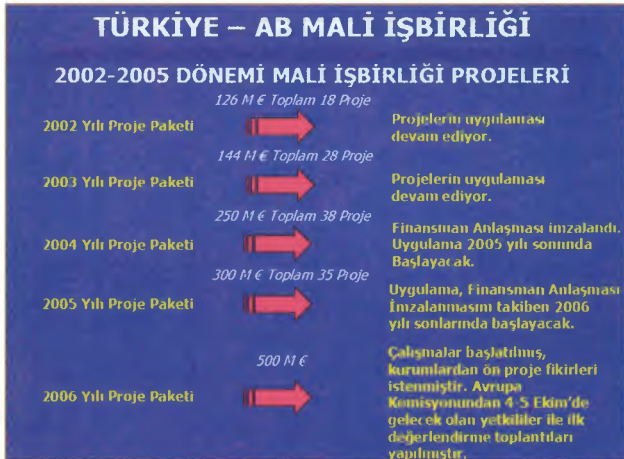 TÜRKİYE – AB MALİ İŞBİRLİĞİ
2002-2005 DÖNEMİ MALİ İŞBİRLİĞİ PROJELERİ
126 M € Toplam 18 Proje
2002 Yılı Proje Paketi
Projelerin uygulaması
devam ediyor.
144 M € Toplam 28 Proje
2003 Yılı Proje Paketi
Projelerin uygulaması
devam ediyor.
250 M € Toplam 38 Proje
2004 Yılı Proje Paketi
Finansman Anlaşması imzalandı.
Uygulama 2005 yılı sonunda
Başlayacak.
300 M € Toplam 35 Proje
2005 Yılı Proje Paketi
Uygulama, Finansman Anlaşması
İmzalanmasını takiben 2006
yılı sonlarında başlayacak.
500 M €
2006 Yılı Proje Paketi
Çalışmalar başlatılmış,
kurumlardan ön proje fikirleri
istenmiştir. Avrupa
Komisyonundan 4-5 Ekim'de
gelecek olan yetkililer ile ilk
değerlendirme toplantıları
yapılmıştır.